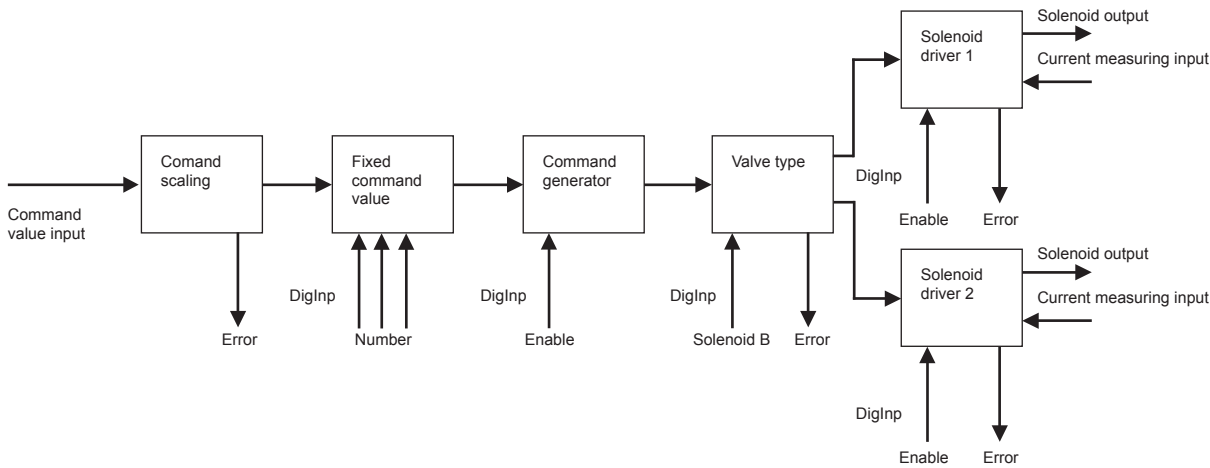 Command
value input
Comand
scaling
Error
Fixed
command
value
DigInp
Number
Command
generator
DigInp
Enable
Valve type
DigInp
Solenoid B
Error
Solenoid
driver 1
Solenoid output
Current measuring input
DigInp
Enable
Error
Solenoid
driver 2
Solenoid output
Current measuring input
DigInp
Enable
Error